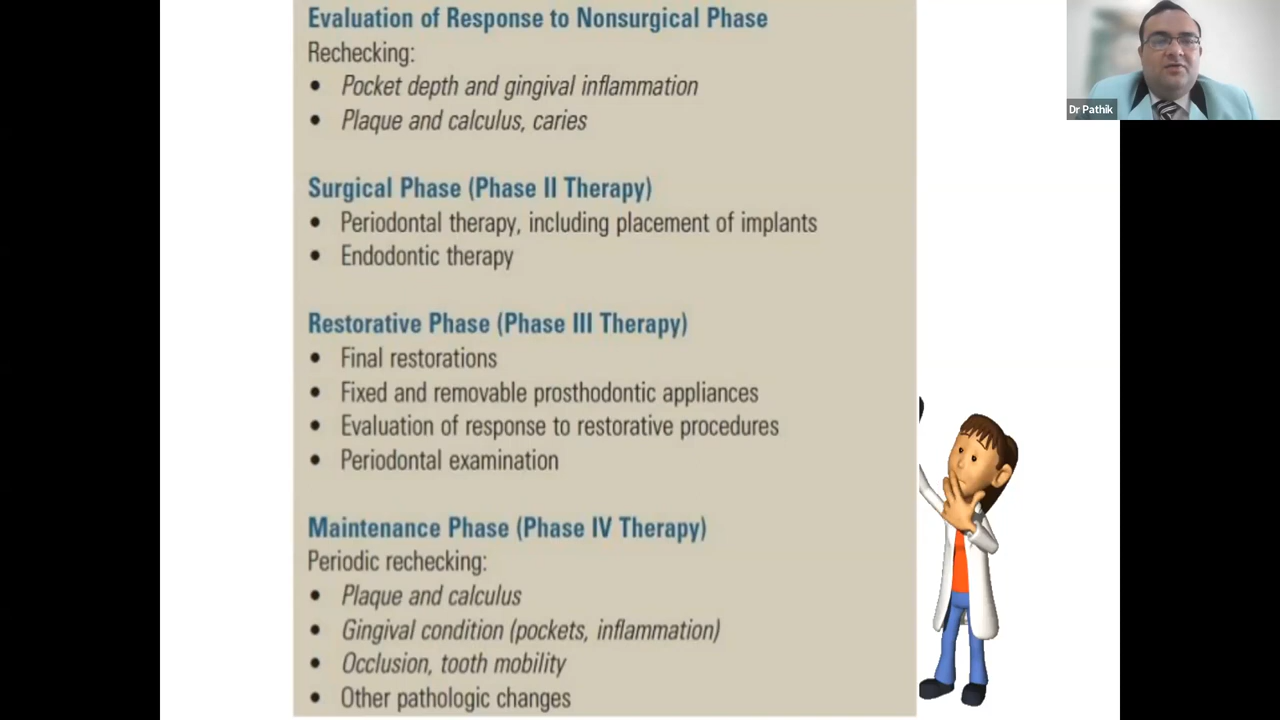 Evaluation of Response to Nonsurgical Phase
Rechecking:
• Pocket depth and gingival inflammation
• Plaque and calculus, caries
Surgical Phase (Phase II Therapy)
• Periodontal therapy, including placement of implants
• Endodontic therapy
Restorative Phase (Phase III Therapy)
• Final restorations
• Fixed and removable prosthodontic appliances
• Evaluation of response to restorative procedures
• Periodontal examination
Maintenance Phase (Phase IV Therapy)
Periodic rechecking:
• Plaque and calculus
• Gingival condition (pockets, inflammation)
• Occlusion, tooth mobility
• Other pathologic changes
Dr Pathik